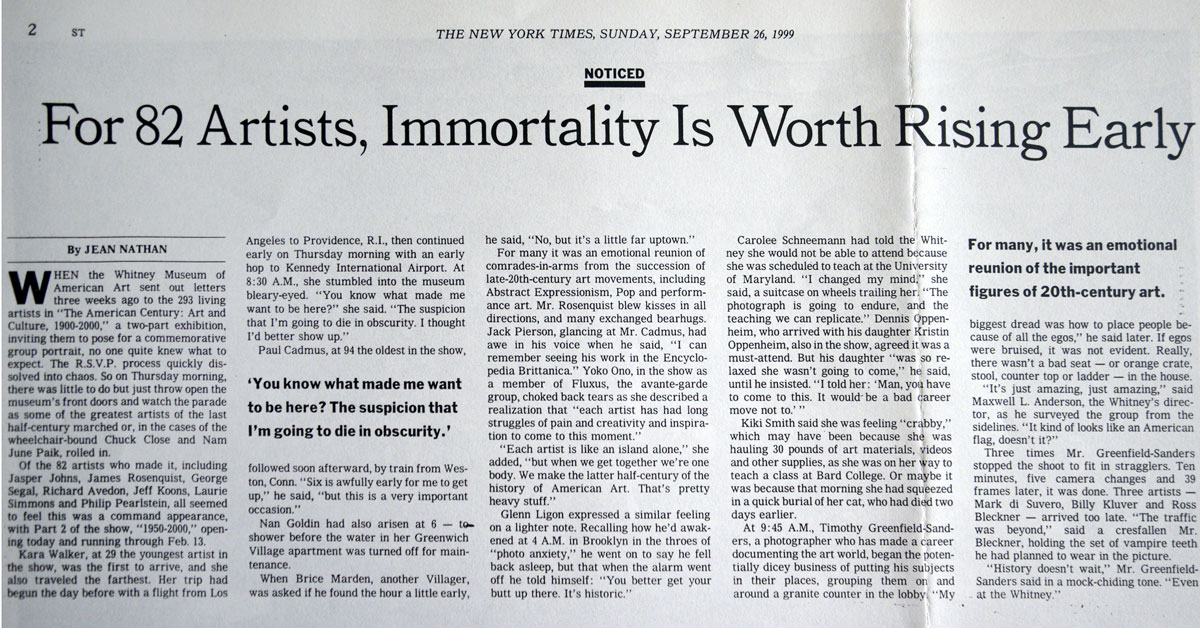 2 ST
THE NEW YORK TIMES, SUNDAY, SEPTEMBER 26, 1999
NOTICED
For 82 Artists, Immortality Is Worth Rising Early
By JEAN NATHAN
WHEN the Whitney Museum of
American Art sent out letters
three weeks ago to the 293 living
artists in "The American Century: Art and
Culture, 1900-2000," a two-part exhibition,
inviting them to pose for a commemorative
group portrait, no one quite knew what to
expect. The R.S.V.P. process quickly dis-
solved into chaos. So on Thursday morning,
there was little to do but just throw open the
museum's front doors and watch the parade
as some of the greatest artists of the last
half-century marched or, in the cases of the
wheelchair-bound Chuck Close and Nam
June Paik, rolled in.
Of the 82 artists who made it, including
Jasper Johns, James Rosenquist, George
Segal, Richard Avedon, Jeff Koons, Laurie
Simmons and Philip Pearlstein, all seemed
to feel this was a command appearance,
with Part 2 of the show, "1950-2000," open-
ing today and running through Feb. 13.
Kara Walker, at 29 the youngest artist in
the show, was the first to arrive, and she
also traveled the farthest. Her trip had
begun the day before with a flight from Los
Angeles to Providence, R.I., then continued
early on Thursday morning with an early
hop to Kennedy International Airport. At
8:30 A.M., she stumbled into the museum
bleary-eyed. "You know what made me
want to be here?" she said. "The suspicion
that I'm going to die in obscurity. I thought
I'd better show up."
Paul Cadmus, at 94 the oldest in the show,
'You know what made me want
to be here? The suspicion that
I'm going to die in obscurity.'
followed soon afterward, by train from Wes-
ton, Conn. "Six is awfully early for me to get
up," he said, "but this is a very important
occasion."
Nan Goldin had also arisen at 6 — to
shower before the water in her Greenwich
Village apartment was turned off for main-
tenance.
When Brice Marden, another Villager,
was asked if he found the hour a little early,
he said, "No, but it's a little far uptown."
For many it was an emotional reunion of
comrades-in-arms from the succession of
late-20th-century art movements, including
Abstract Expressionism, Pop and perform-
ance art. Mr. Rosenquist blew kisses in all
directions, and many exchanged bearhugs.
Jack Pierson, glancing at Mr. Cadmus, had
awe in his voice when he said, "I can
remember seeing his work in the Encyclo-
pedia Brittanica." Yoko Ono, in the show as
a member of Fluxus, the avante-garde
group, choked back tears as she described a
realization that "each artist has had long
struggles of pain and creativity and inspira-
tion to come to this moment."
"Each artist is like an island alone," she
added, "but when we get together we're one
body. We make the latter half-century of the
history of American Art. That's pretty
heavy stuff."
Glenn Ligon expressed a similar feeling
on a lighter note. Recalling how he'd awak-
ened at 4 A.M. in Brooklyn in the throes of
"photo anxiety," he went on to say he fell
back asleep, but that when the alarm went
off he told himself: "You better get your
butt up there. It's historic."
Carolee Schneemann had told the Whit-
ney she would not be able to attend because
she was scheduled to teach at the University
of Maryland. "I changed my mind," she
said, a suitcase on wheels trailing her. "The
photograph is going to endure, and the
teaching we can replicate." Dennis Oppen-
heim, who arrived with his daughter Kristin
Oppenheim, also in the show, agreed it was a
must-attend. But his daughter "was so re-
laxed she wasn't going to come," he said,
until he insisted. "I told her: 'Man, you have
to come to this. It would be a bad career
move not to.' "
Kiki Smith said she was feeling "crabby,"
which may have been because she was
hauling 30 pounds of art materials, videos
and other supplies, as she was on her way to
teach a class at Bard College. Or maybe it
was because that morning she had squeezed
in a quick burial of her cat, who had died two
days earlier.
At 9:45 A.M., Timothy Greenfield-Sand-
ers, a photographer who has made a career
documenting the art world, began the poten-
tially dicey business of putting his subjects
in their places, grouping them on and
around a granite counter in the lobby. "My
For many, it was an emotional
reunion of the important
figures of 20th-century art.
biggest dread was how to place people be-
cause of all the egos," he said later. If egos
were bruised, it was not evident. Really,
there wasn't a bad seat — or orange crate,
stool, counter top or ladder — in the house.
"It's just amazing, just amazing," said
Maxwell L. Anderson, the Whitney's direc-
tor, as he surveyed the group from the
sidelines. "It kind of looks like an American
flag, doesn't it?"
Three times Mr. Greenfield-Sanders
stopped the shoot to fit in stragglers. Ten
minutes, five camera changes and 39
frames later, it was done. Three artists —
Mark di Suvero, Billy Kluver and Ross
Bleckner — arrived too late. "The traffic
was beyond," said a cresfallen Mr.
Bleckner, holding the set of vampire teeth
he had planned to wear in the picture.
"History doesn't wait," Mr. Greenfield-
Sanders said in a mock-chiding tone. "Even
at the Whitney."